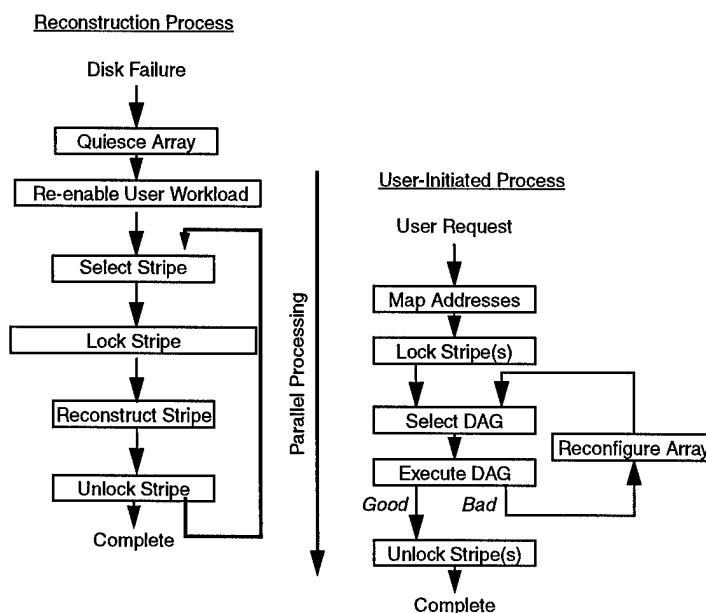 Reconstruction Process
Disk Failure
Quiesce Array
Re-enable User Workload
Select Stripe
Lock Stripe
Reconstruct Stripe
Unlock Stripe
Complete
Parallel Processing
User-Initiated Process
User Request
Map Addresses
Lock Stripe(s)
Select DAG
Execute DAG
Reconfigure Array
Good
Bad
Unlock Stripe(s)
Complete